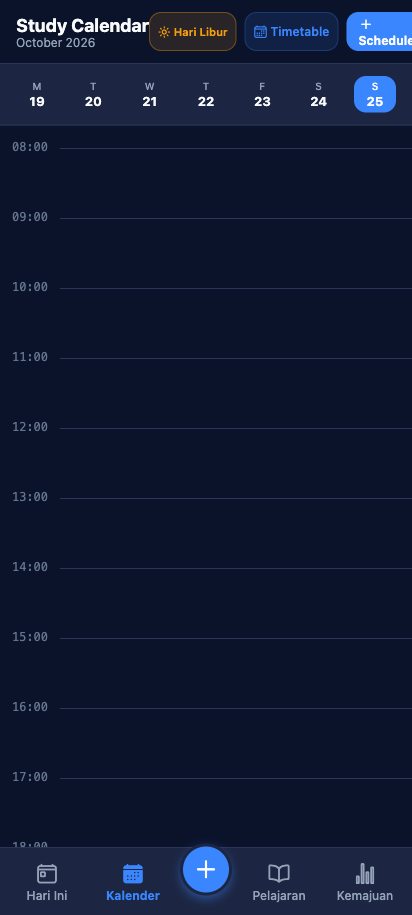 Study Calendar
October 2026
Hari Libur
Timetable
+
Schedule
M T W T F S S
19 20 21 22 23 24 25
08:00
09:00
10:00
11:00
12:00
13:00
14:00
15:00
16:00
17:00
18:00
Hari Ini
Kalender
+
Pelajaran
Kemajuan